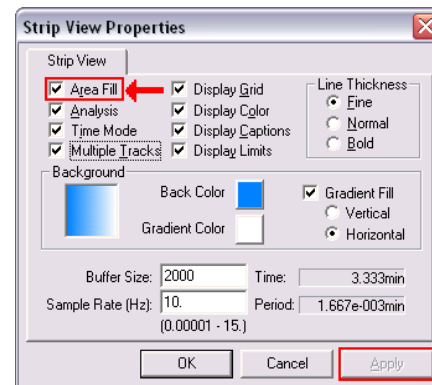 Strip View Properties
Strip View
Area Fill
Display Grid
Line Thickness
Fine
Analysis
Display Color
Normal
Time Mode
Display Captions
Bold
Multiple Tracks
Display Limits
Background
Back Color
Gradient Fill
Vertical
Gradient Color
Horizontal
Buffer Size: 2000 Time: 3.333min
Sample Rate (Hz): 10. Period: 1.667e-003min
(0.00001 - 15.)
OK Cancel Apply